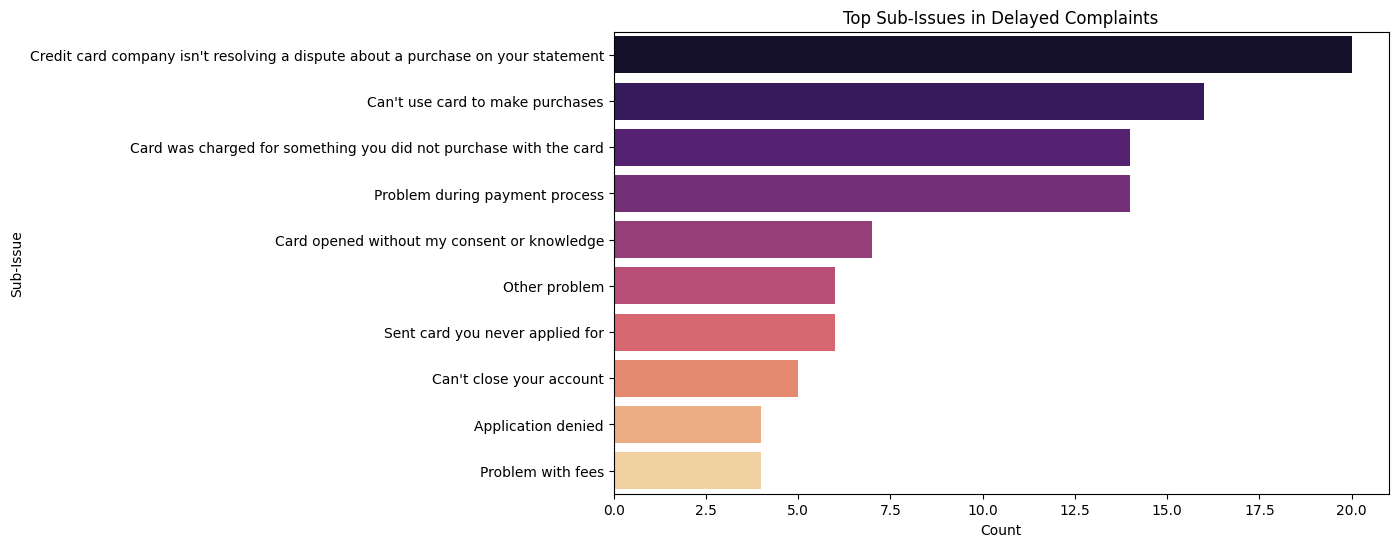 Top Sub-Issues in Delayed Complaints
Sub-Issue
Credit card company isn't resolving a dispute about a purchase on your statement
Can't use card to make purchases
Card was charged for something you did not purchase with the card
Problem during payment process
Card opened without my consent or knowledge
Other problem
Sent card you never applied for
Can't close your account
Application denied
Problem with fees
0.0 2.5 5.0 7.5 10.0 12.5 15.0 17.5 20.0
Count